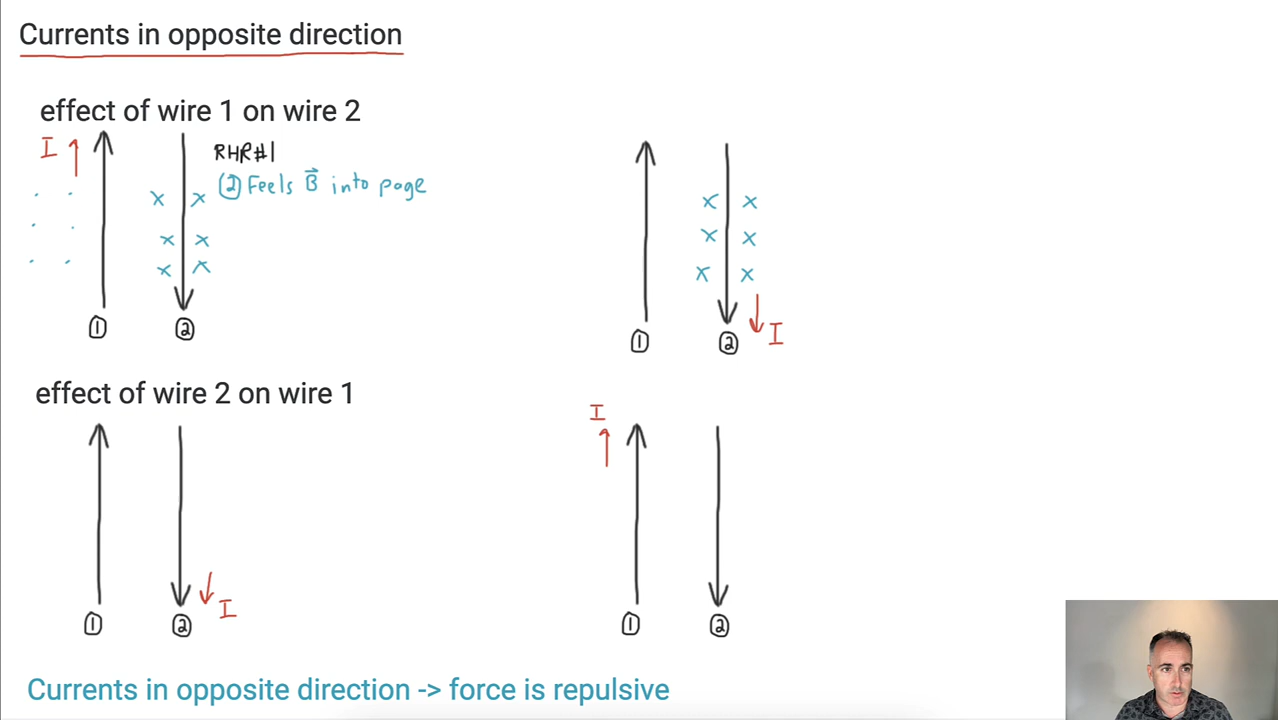 Currents in opposite direction
effect of wire 1 on wire 2
I
RHR#1
② Feels B⃗ into page
x x
x x
x x
① ②
x x
x x
x x
I
① ②
effect of wire 2 on wire 1
I
① ②
I
① ②
Currents in opposite direction -> force is repulsive